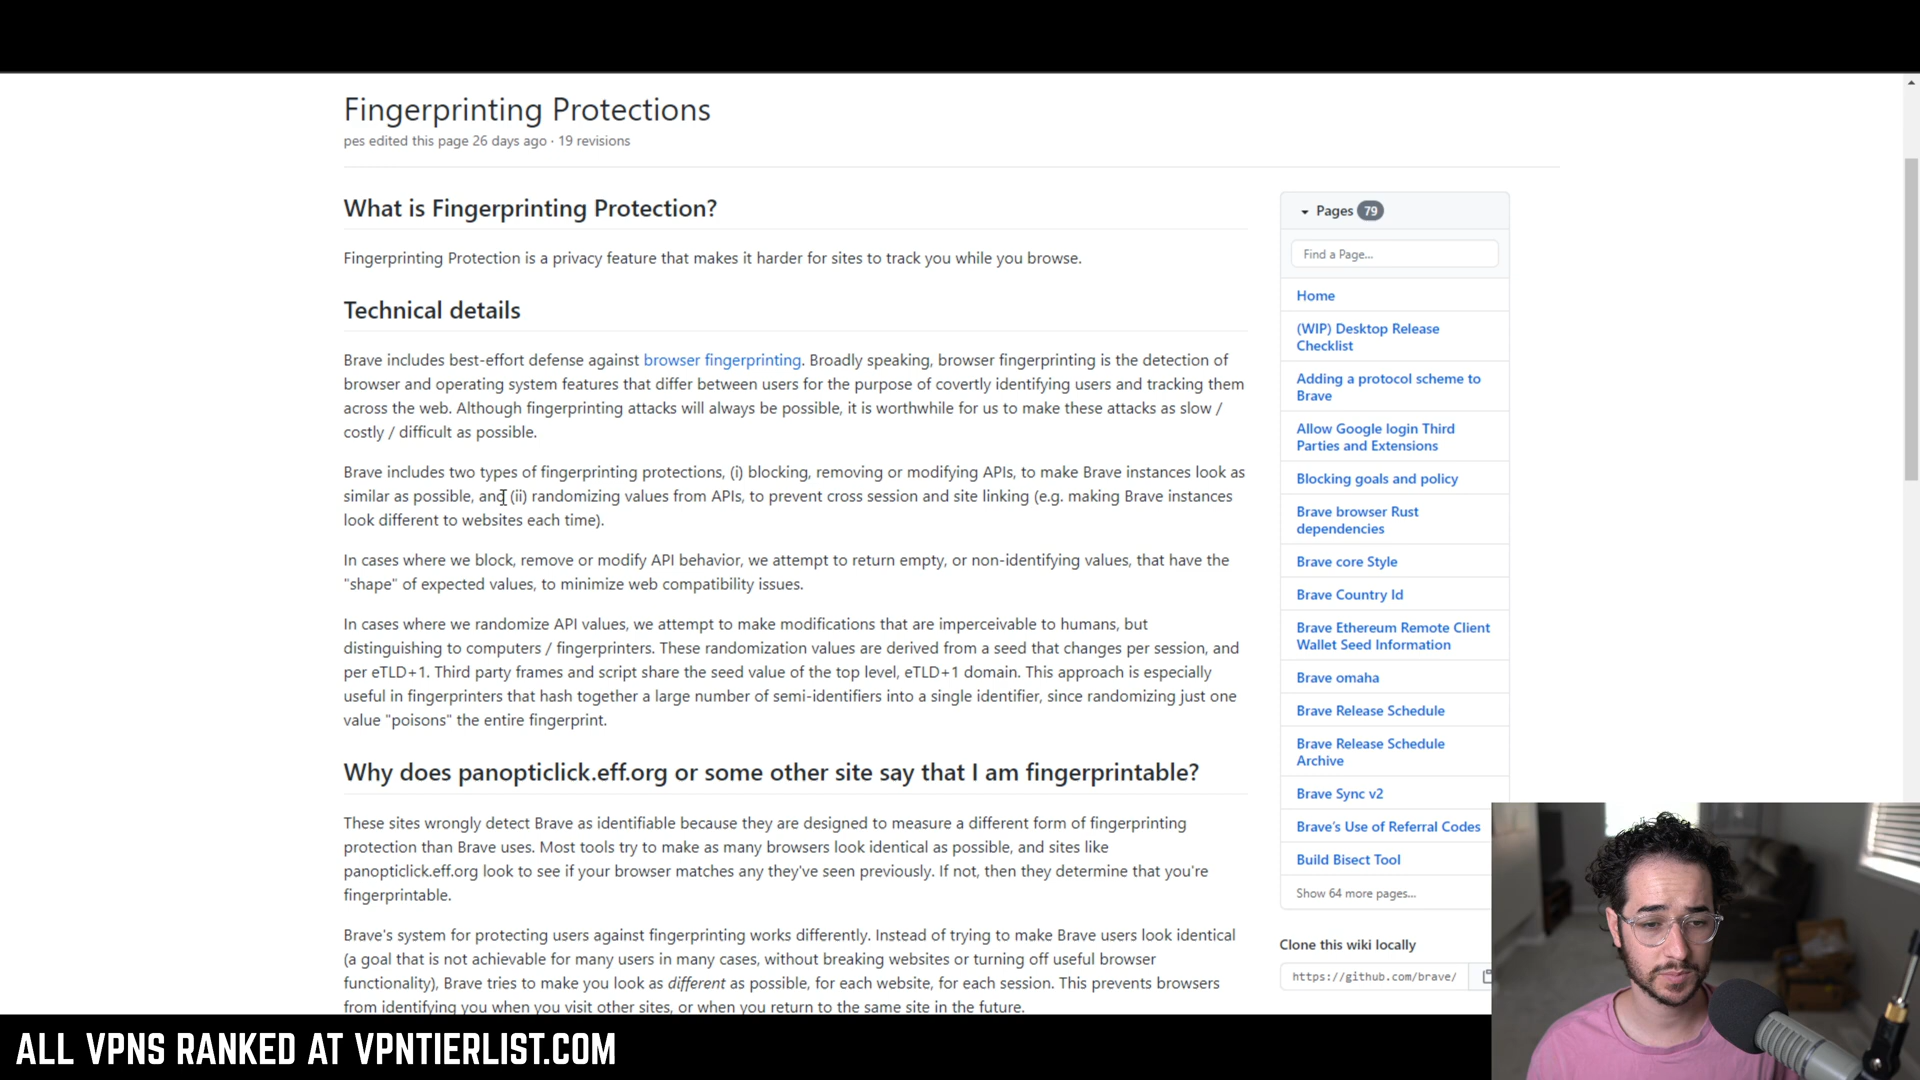 Fingerprinting Protections
pes edited this page 26 days ago · 19 revisions
What is Fingerprinting Protection?
Fingerprinting Protection is a privacy feature that makes it harder for sites to track you while you browse.
Technical details
Brave includes best-effort defense against browser fingerprinting. Broadly speaking, browser fingerprinting is the detection of
browser and operating system features that differ between users for the purpose of covertly identifying users and tracking them
across the web. Although fingerprinting attacks will always be possible, it is worthwhile for us to make these attacks as slow /
costly / difficult as possible.
Brave includes two types of fingerprinting protections, (i) blocking, removing or modifying APIs, to make Brave instances look as
similar as possible, and (ii) randomizing values from APIs, to prevent cross session and site linking (e.g. making Brave instances
look different to websites each time).
In cases where we block, remove or modify API behavior, we attempt to return empty, or non-identifying values, that have the
"shape" of expected values, to minimize web compatibility issues.
In cases where we randomize API values, we attempt to make modifications that are imperceivable to humans, but
distinguishing to computers / fingerprinters. These randomization values are derived from a seed that changes per session, and
per eTLD+1. Third party frames and script share the seed value of the top level, eTLD+1 domain. This approach is especially
useful in fingerprinters that hash together a large number of semi-identifiers into a single identifier, since randomizing just one
value "poisons" the entire fingerprint.
Why does panopticlick.eff.org or some other site say that I am fingerprintable?
These sites wrongly detect Brave as identifiable because they are designed to measure a different form of fingerprinting
protection than Brave uses. Most tools try to make as many browsers look identical as possible, and sites like
panopticlick.eff.org look to see if your browser matches any they've seen previously. If not, then they determine that you're
fingerprintable.
Brave's system for protecting users against fingerprinting works differently. Instead of trying to make Brave users look identical
(a goal that is not achievable for many users in many cases, without breaking websites or turning off useful browser
functionality), Brave tries to make you look as different as possible, for each website, for each session. This prevents browsers
from identifying you when you visit other sites, or when you return to the same site in the future.
Pages 79
Find a Page...
Home
(WIP) Desktop Release
Checklist
Adding a protocol scheme to
Brave
Allow Google login Third
Parties and Extensions
Blocking goals and policy
Brave browser Rust
dependencies
Brave core Style
Brave Country Id
Brave Ethereum Remote Client
Wallet Seed Information
Brave omaha
Brave Release Schedule
Brave Release Schedule
Archive
Brave Sync v2
Brave's Use of Referral Codes
Build Bisect Tool
Show 64 more pages...
Clone this wiki locally
https://github.com/brave/
ALL VPNS RANKED AT VPNTIERLIST.COM